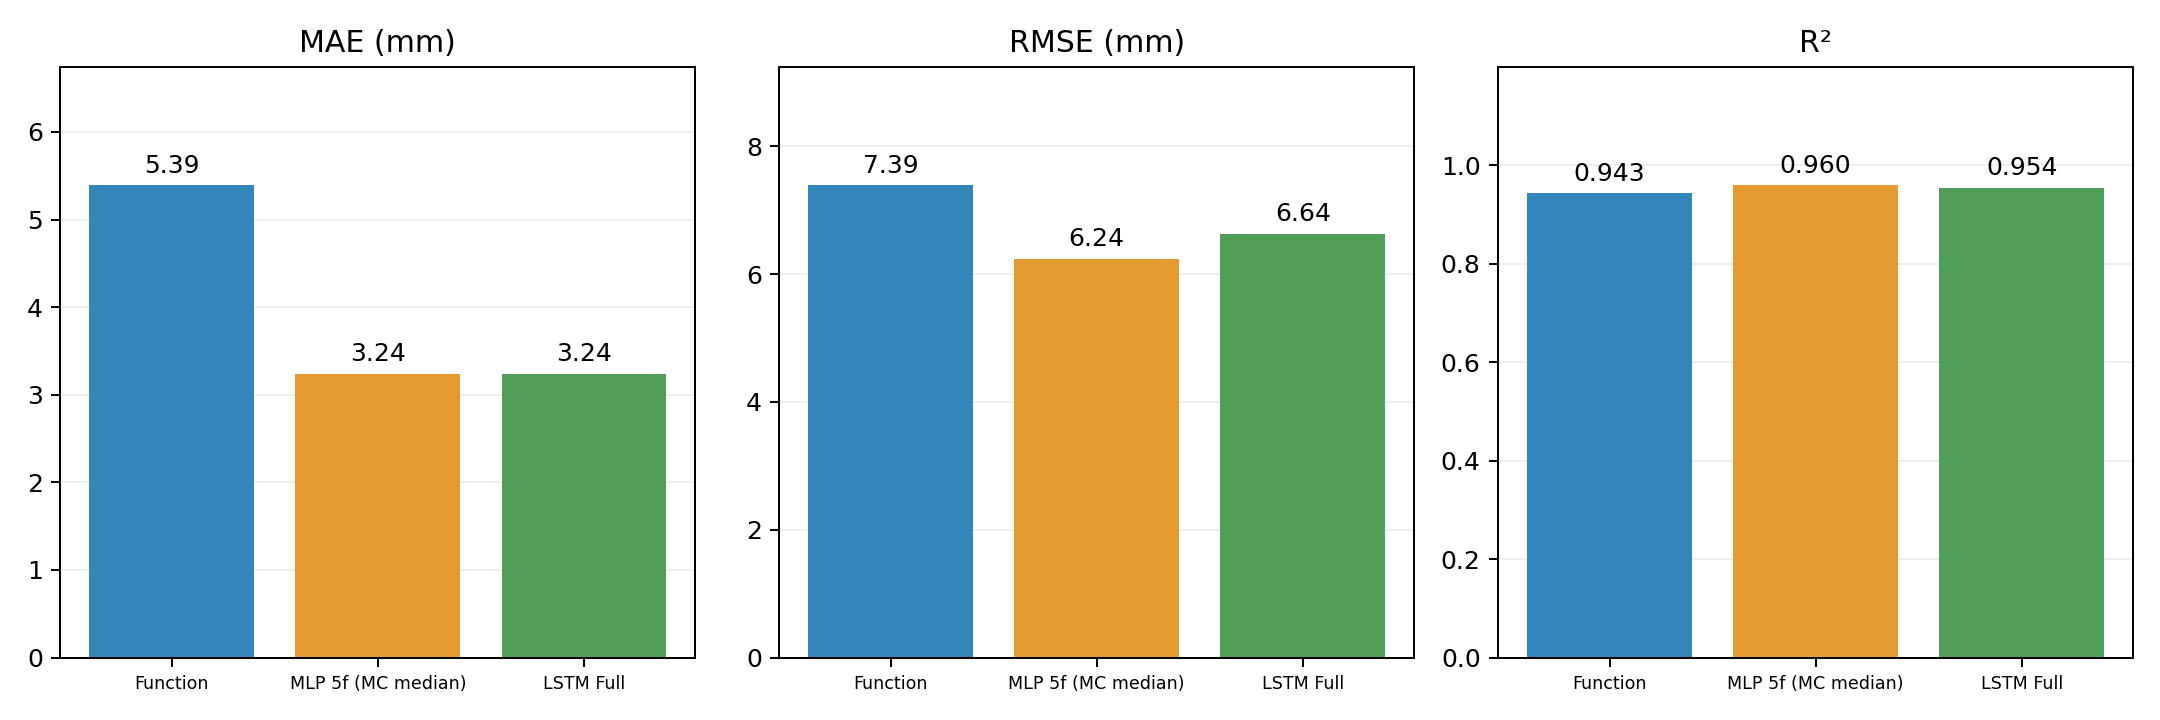 MAE (mm)
6
5
4
3
2
1
0
5.39
3.24
3.24
Function
MLP 5f (MC median)
LSTM Full
RMSE (mm)
8
6
4
2
0
7.39
6.24
6.64
Function
MLP 5f (MC median)
LSTM Full
R²
1.0
0.8
0.6
0.4
0.2
0.0
0.943
0.960
0.954
Function
MLP 5f (MC median)
LSTM Full